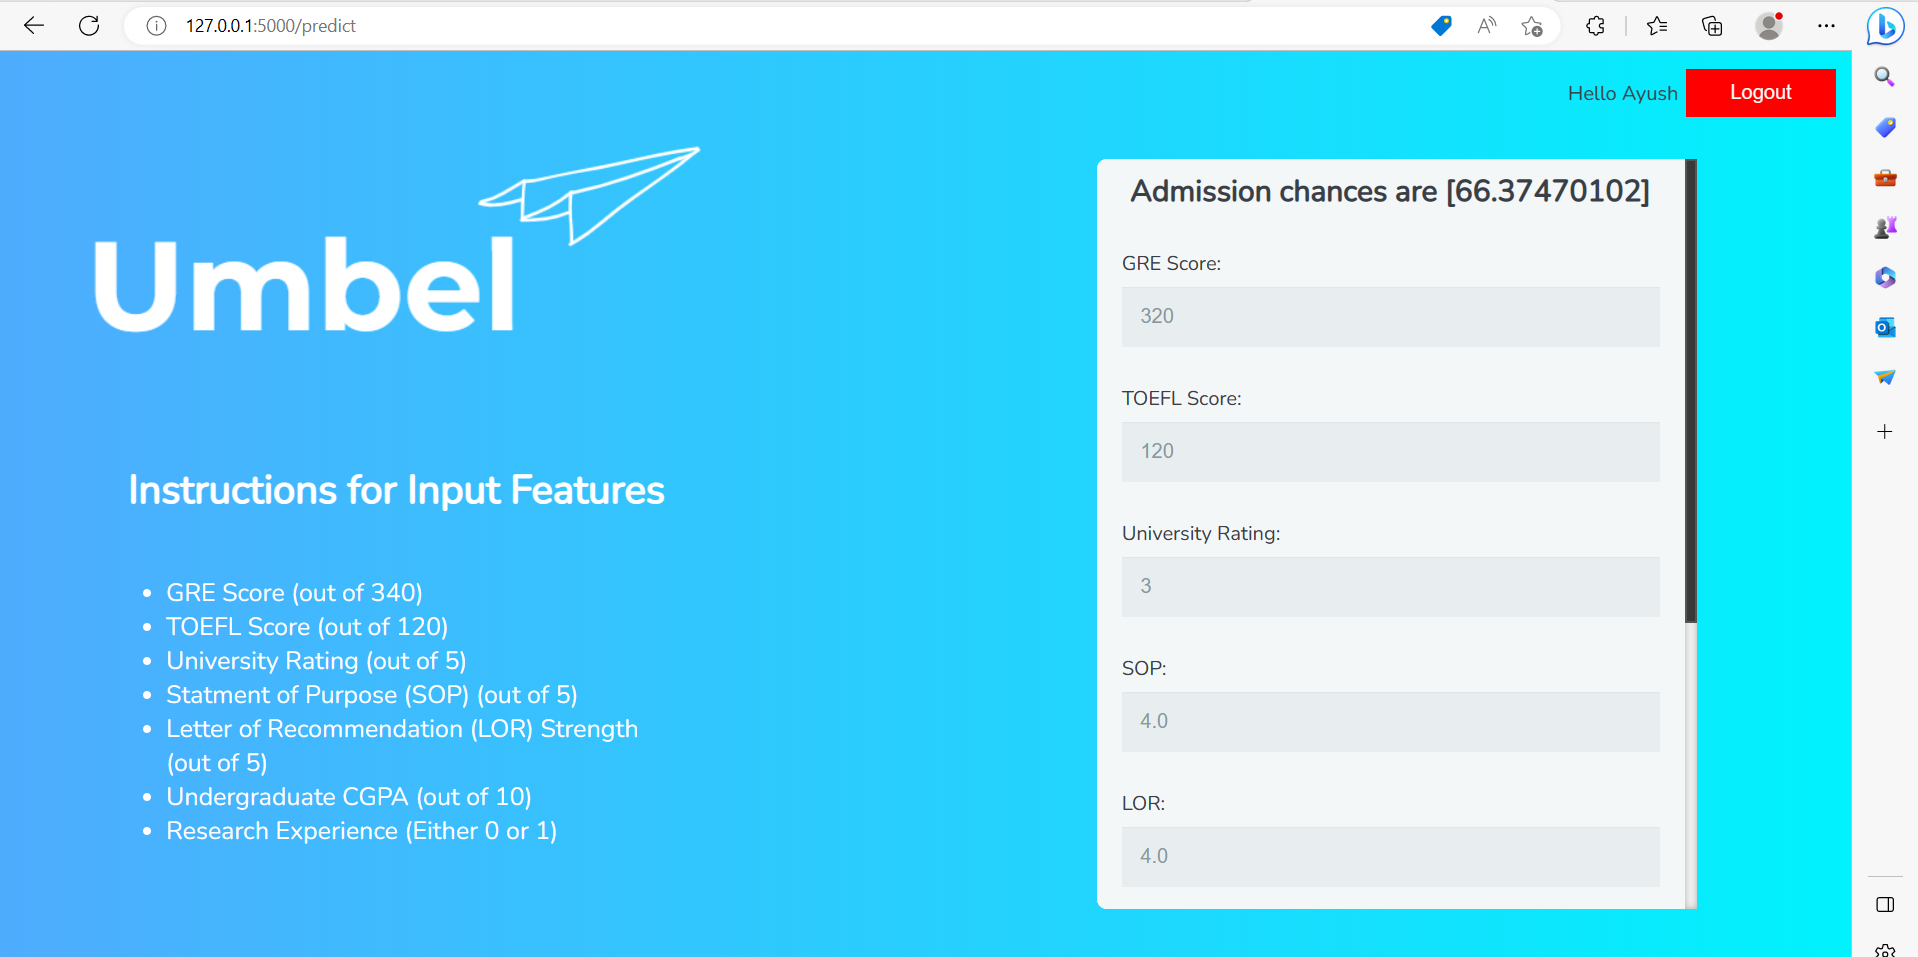 127.0.0.1:5000/predict
Hello Ayush
Logout
Umbel
Instructions for Input Features
• GRE Score (out of 340)
• TOEFL Score (out of 120)
• University Rating (out of 5)
• Statment of Purpose (SOP) (out of 5)
• Letter of Recommendation (LOR) Strength
(out of 5)
• Undergraduate CGPA (out of 10)
• Research Experience (Either 0 or 1)
Admission chances are [66.37470102]
GRE Score:
320
TOEFL Score:
120
University Rating:
3
SOP:
4.0
LOR:
4.0